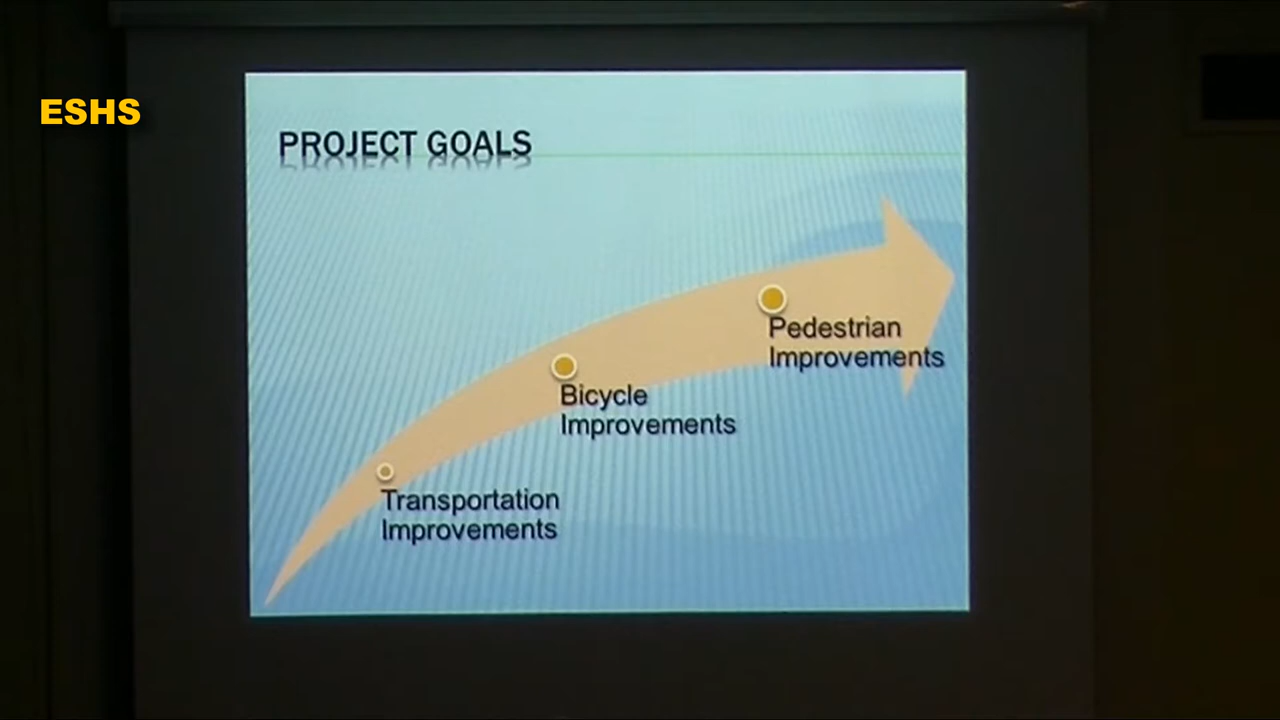 ESHS
PROJECT GOALS
Pedestrian
Improvements
Bicycle
Improvements
Transportation
Improvements